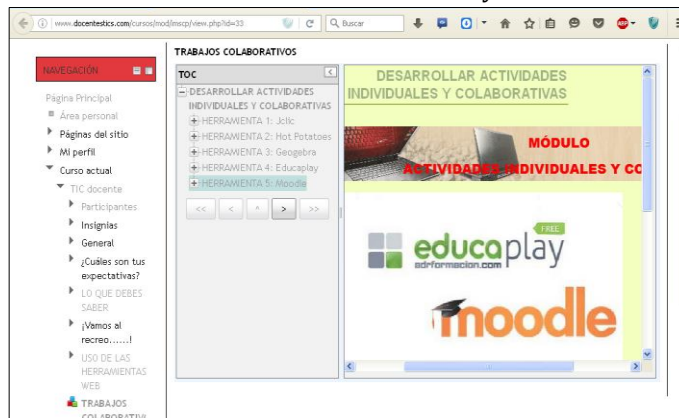 www.docentestics.com/cursos/mod/imscp/view.php?id=33
Buscar
TRABAJOS COLABORATIVOS
NAVEGACIÓN
Página Principal
Área personal
Páginas del sitio
Mi perfil
Curso actual
TIC docente
Participantes
Insignias
General
¿Cuáles son tus
expectativas?
LO QUE DEBES
SABER
¡Vamos al
recreo......!
USO DE LAS
HERRAMIENTAS
WEB
TRABAJOS
COLABORATIVI
TOC
DESARROLLAR ACTIVIDADES
INDIVIDUALES Y COLABORATIVAS
HERRAMIENTA 1: Jclic
HERRAMIENTA 2: Hot Potatoes
HERRAMIENTA 3: Geogebra
HERRAMIENTA 4: Educaplay
HERRAMIENTA 5: Moodle
<< < ^ > >>
DESARROLLAR ACTIVIDADES
INDIVIDUALES Y COLABORATIVAS
MÓDULO
ACTIVIDADES INDIVIDUALES Y CO
FREE
educaplay
adrformacion.com
moodle